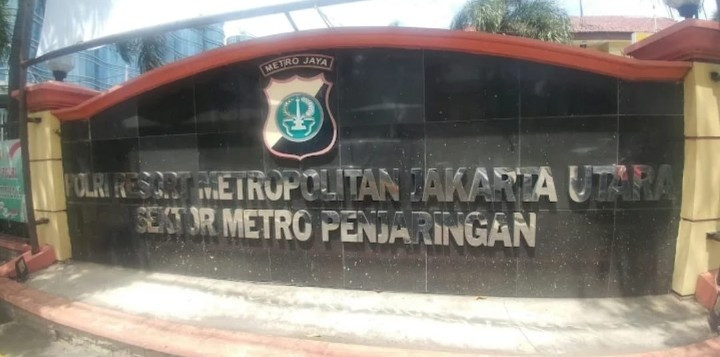 METRO JAYA
POLRI RESORT METROPOLITAN JAKARTA UTARA
SEKTOR METRO PENJARINGAN